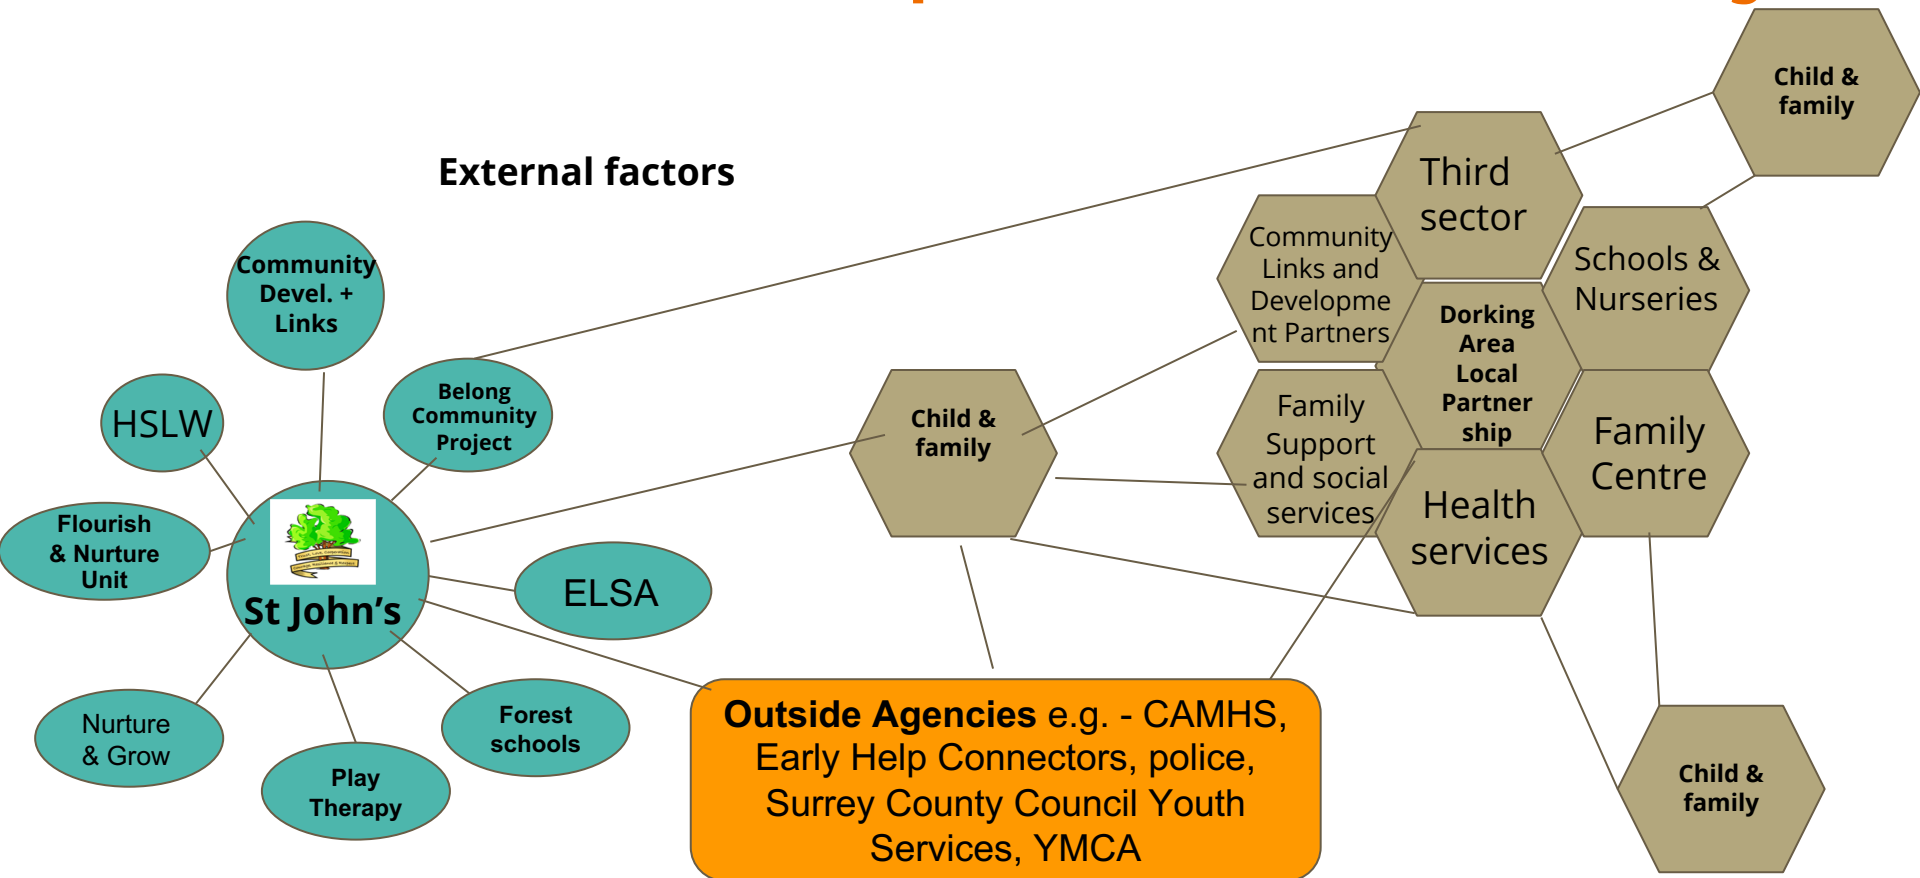 External factors
Community
Devel. +
Links
HSLW
Belong
Community
Project
Flourish
& Nurture
Unit
St John’s
ELSA
Nurture
& Grow
Play
Therapy
Forest
schools
Child &
family
Outside Agencies e.g. - CAMHS,
Early Help Connectors, police,
Surrey County Council Youth
Services, YMCA
Third
sector
Community
Links and
Developme
nt Partners
Schools &
Nurseries
Dorking
Area
Local
Partner
ship
Family
Support
and social
services
Family
Centre
Health
services
Child &
family
Child &
family